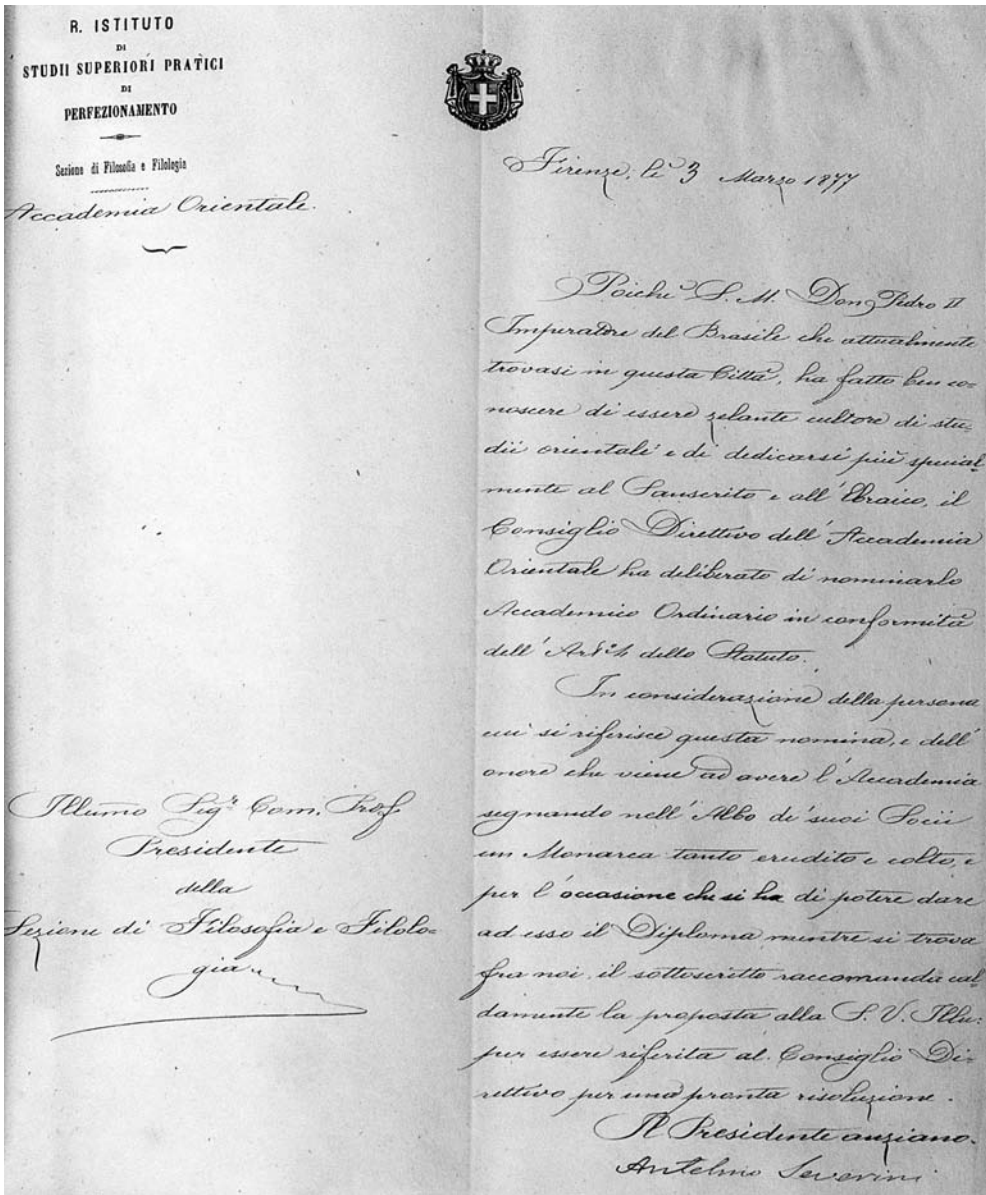 R. ISTITUTO
DI
STUDII SUPERIORI PRATICI
DI
PERFEZIONAMENTO
Sezione di Filosofia e Filologia
Accademia Orientale.
Firenze, li 3 Marzo 1877
Poichè S. M. Don Pedro II
Imperatore del Brasile che attualmente
trovasi in questa Città, ha fatto ben co=
noscere di essere zelante cultore di stu=
dii orientali e di dedicarsi più special=
mente al Sanscrito e all' Ebraico, il
Consiglio Direttivo dell' Accademia
Orientale ha deliberato di nominarlo
Accademico Ordinario in conformità
dell' dello Statuto.
In considerazione della persona
cui si riferisce questa nomina, e dell'
onore che viene ad avere l' Accademia
segnando nell' Albo de' suoi Socii
un Monarca tanto erudito e colto, e
per l' occasione che si ha di potere dare
ad esso il Diploma mentre si trova
fra noi, il sottoscritto raccomanda cal=
damente la proposta alla S. V. Illu:
per essere riferita al Consiglio Di=
rettivo per una pronta risoluzione.
Il Presidente anziano.
Antelmo Severini
Illumo Sigr. Com. Prof
Presidente
della
Sezione di Filosofia e Filolo=
gia